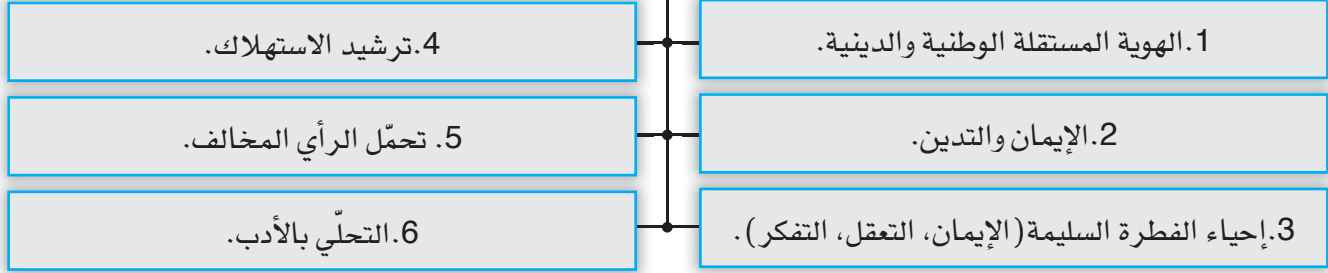 1.الهوية المستقلة الوطنية والدينية.
2.الإيمان والتدين.
3.إحياء الفطرة السليمة(الإيمان، التعقل، التفكر).
4.ترشيد الاستهلاك.
5. تحمّل الرأي المخالف.
6.التحلّي بالأدب.